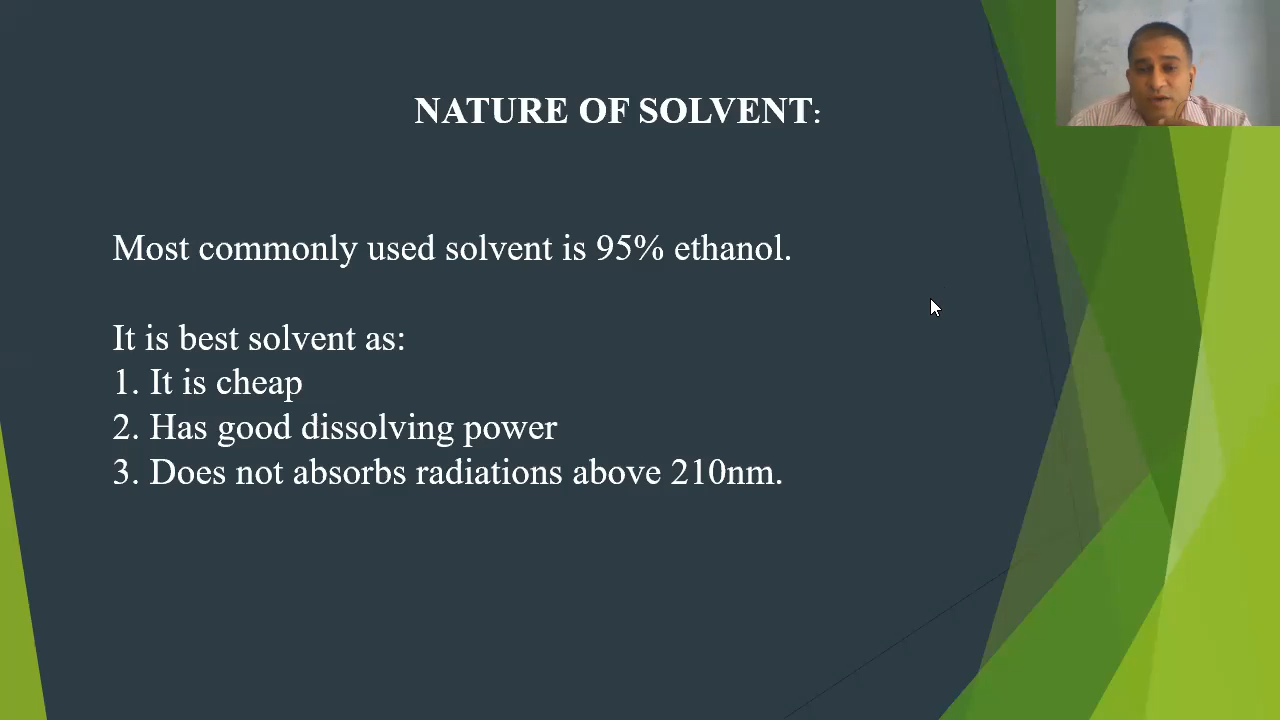 NATURE OF SOLVENT:
Most commonly used solvent is 95% ethanol.
It is best solvent as:
1. It is cheap
2. Has good dissolving power
3. Does not absorbs radiations above 210nm.